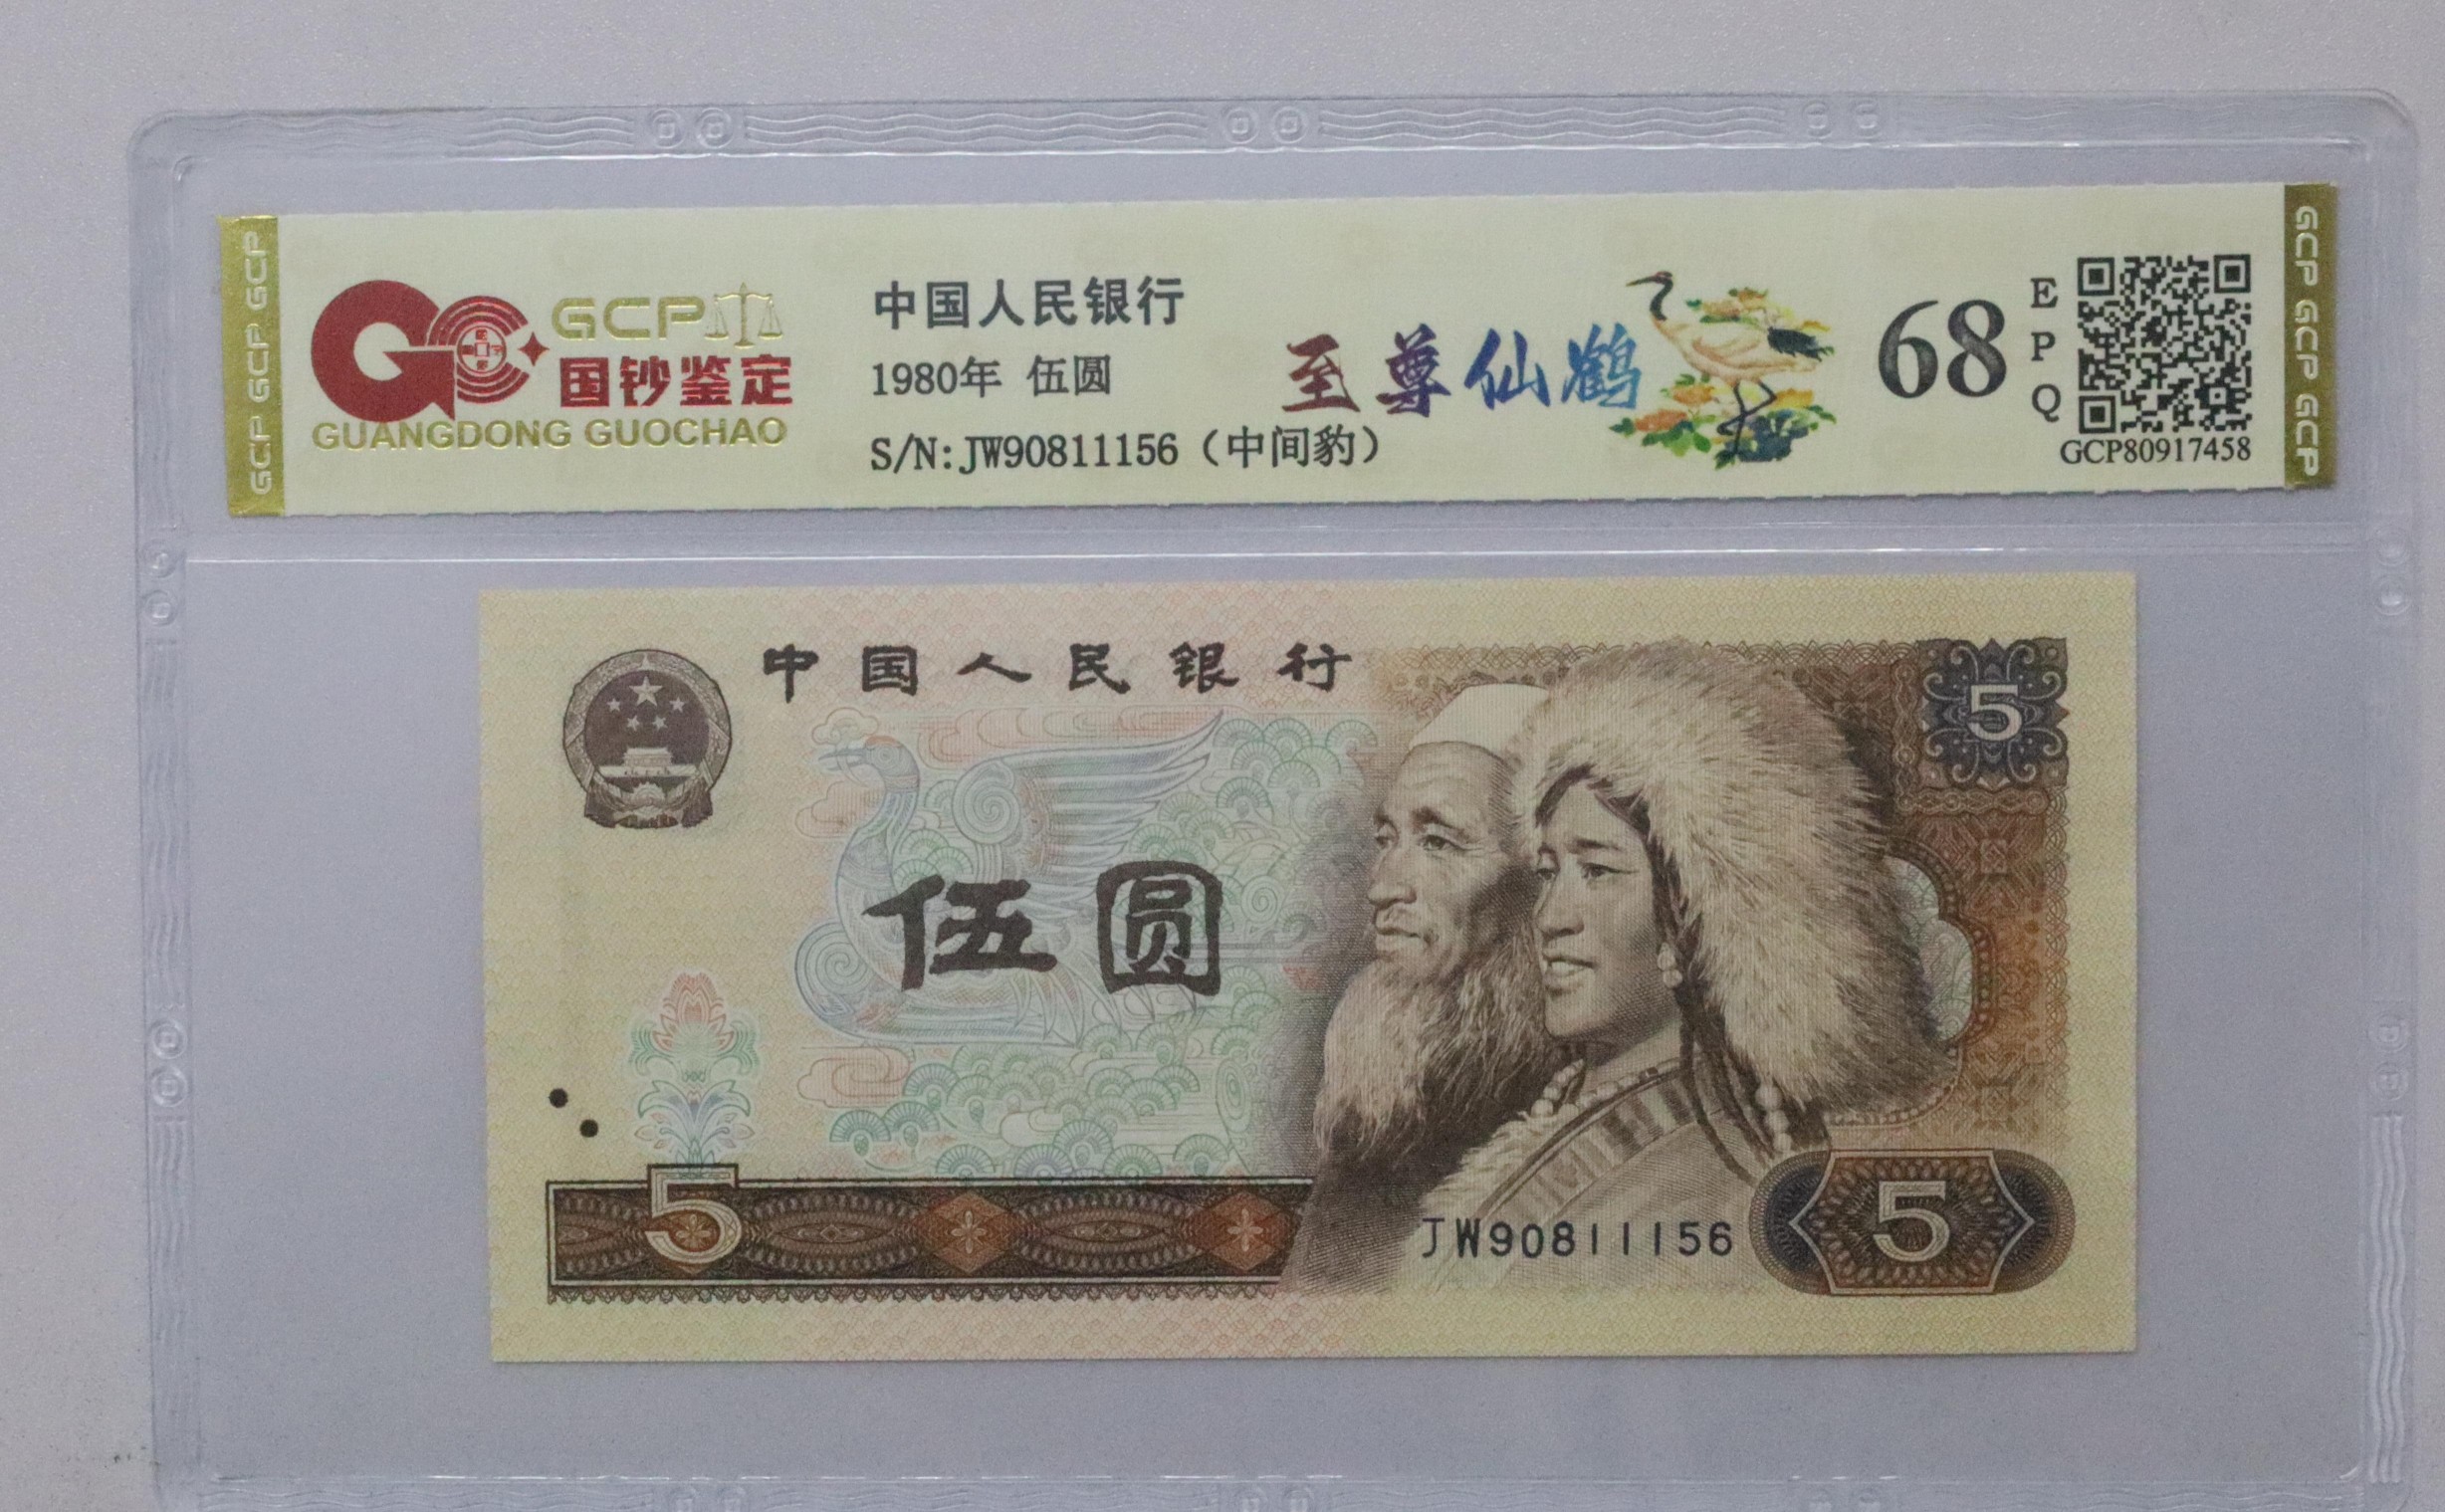 GCP GCP GCP
GCP
国钞鉴定
GUANGDONG GUOCHAO
中国人民银行
1980年 伍圆
S/N:JW90811156（中间豹）
至尊仙鹤
68
E
P
Q
GCP80917458
GCP GCP GCP
中国人民银行
5
伍圆
5
JW90811156
5